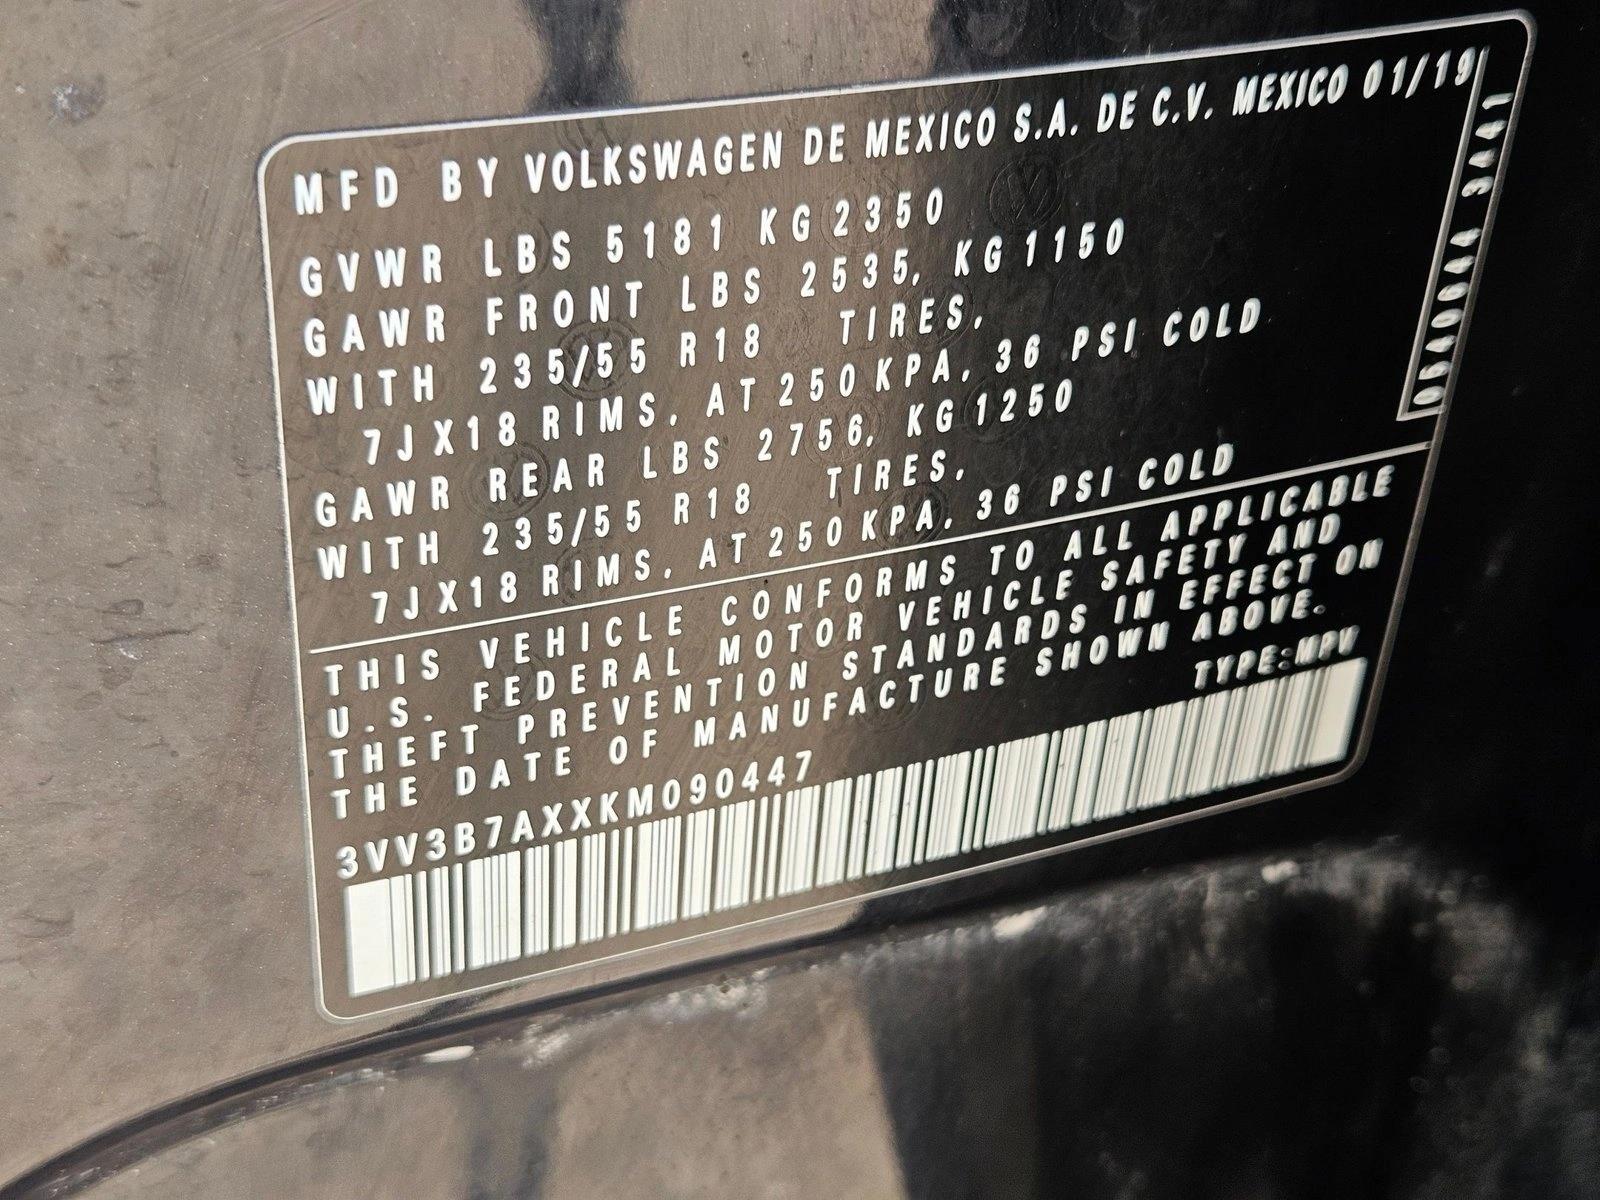 MFD BY VOLKSWAGEN DE MEXICO S.A. DE C.V. MEXICO 01/19
GVWR LBS 5181 KG 2350
GAWR FRONT LBS 2535, KG 1150
WITH 235/55 R18 TIRES,
7JX18 RIMS, AT 250 KPA, 36 PSI COLD
GAWR REAR LBS 2756, KG 1250
WITH 235/55 R18 TIRES,
7JX18 RIMS, AT 250 KPA, 36 PSI COLD
0540644 3441
THIS VEHICLE CONFORMS TO ALL APPLICABLE
U.S. FEDERAL MOTOR VEHICLE SAFETY AND
THEFT PREVENTION STANDARDS IN EFFECT ON
THE DATE OF MANUFACTURE SHOWN ABOVE.
TYPE:MPV
3VV3B7AXXKM090447